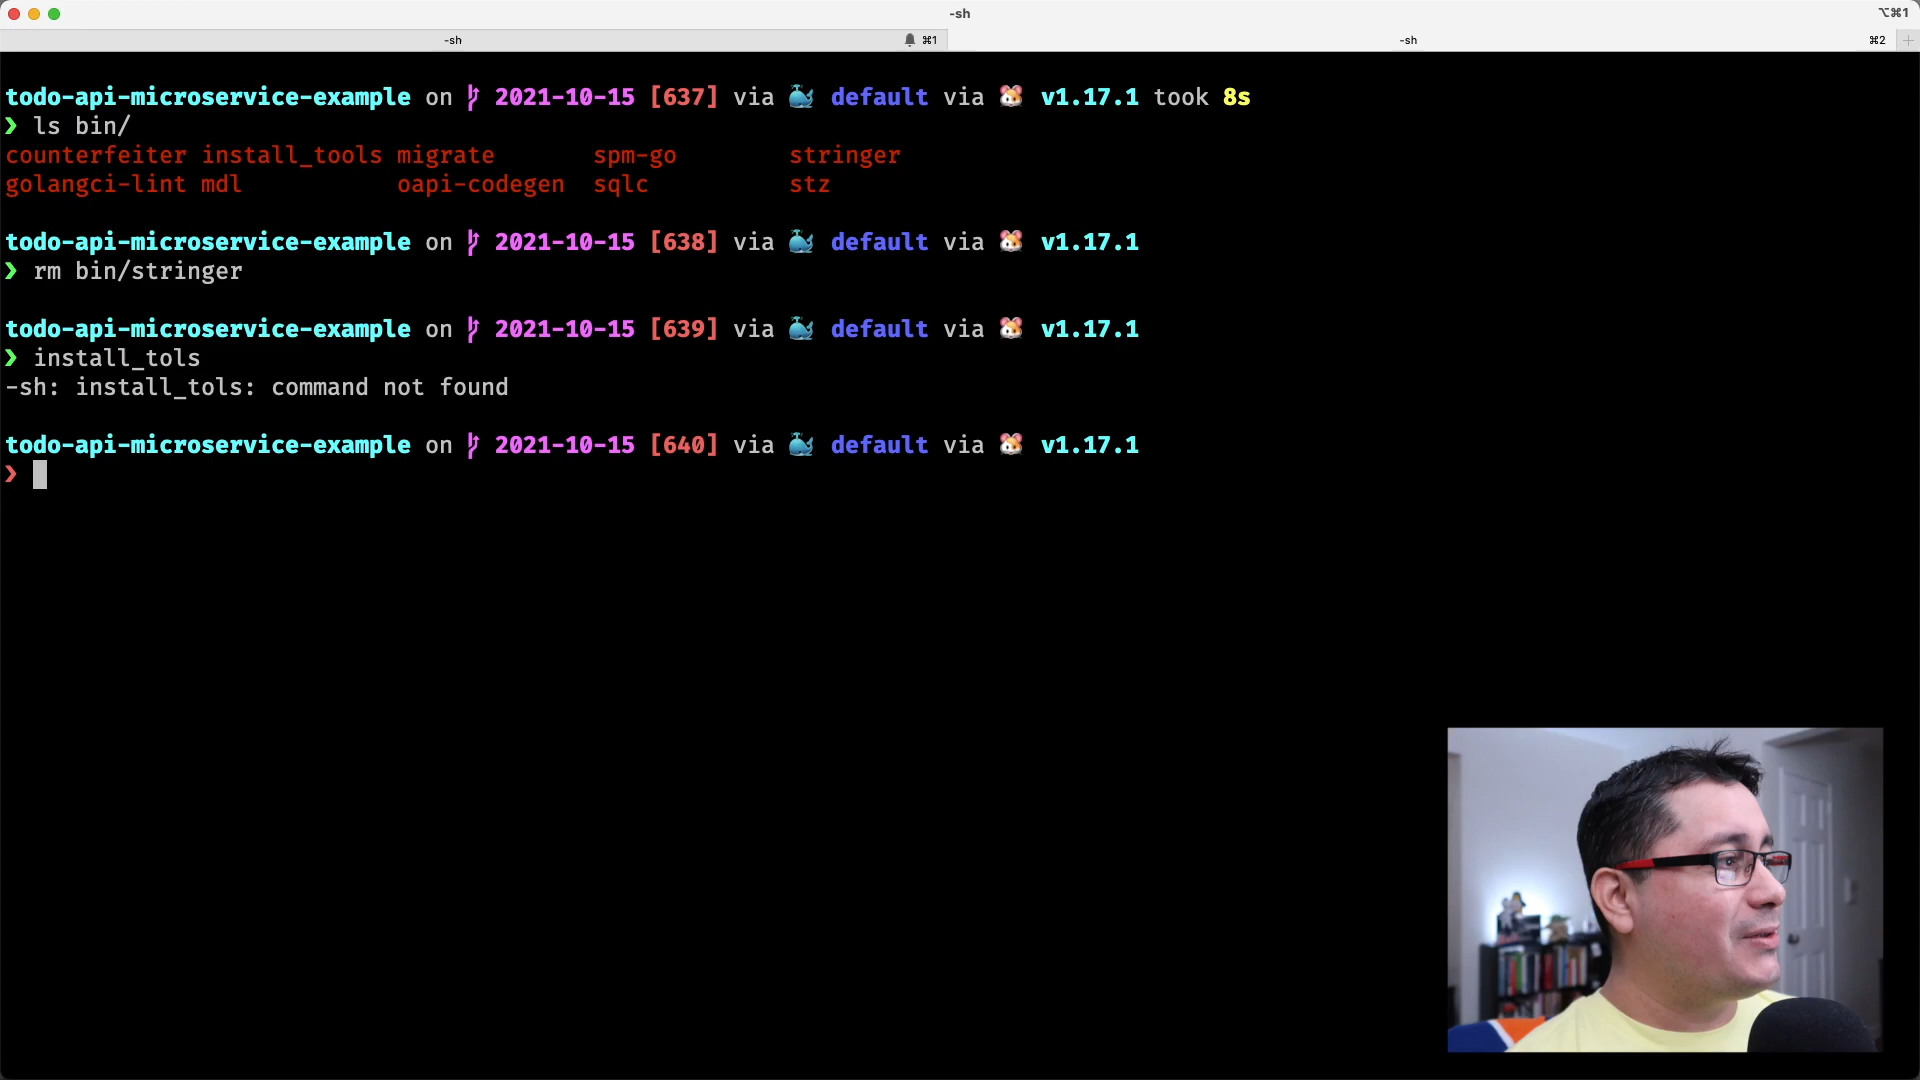 -sh
⌥⌘1
-sh ⌘1
-sh ⌘2
todo-api-microservice-example on 2021-10-15 [637] via 🐳 default via 🐹 v1.17.1 took 8s
❯ ls bin/
counterfeiter install_tools migrate spm-go stringer
golangci-lint mdl oapi-codegen sqlc stz
todo-api-microservice-example on 2021-10-15 [638] via 🐳 default via 🐹 v1.17.1
❯ rm bin/stringer
todo-api-microservice-example on 2021-10-15 [639] via 🐳 default via 🐹 v1.17.1
❯ install_tols
-sh: install_tols: command not found
todo-api-microservice-example on 2021-10-15 [640] via 🐳 default via 🐹 v1.17.1
❯